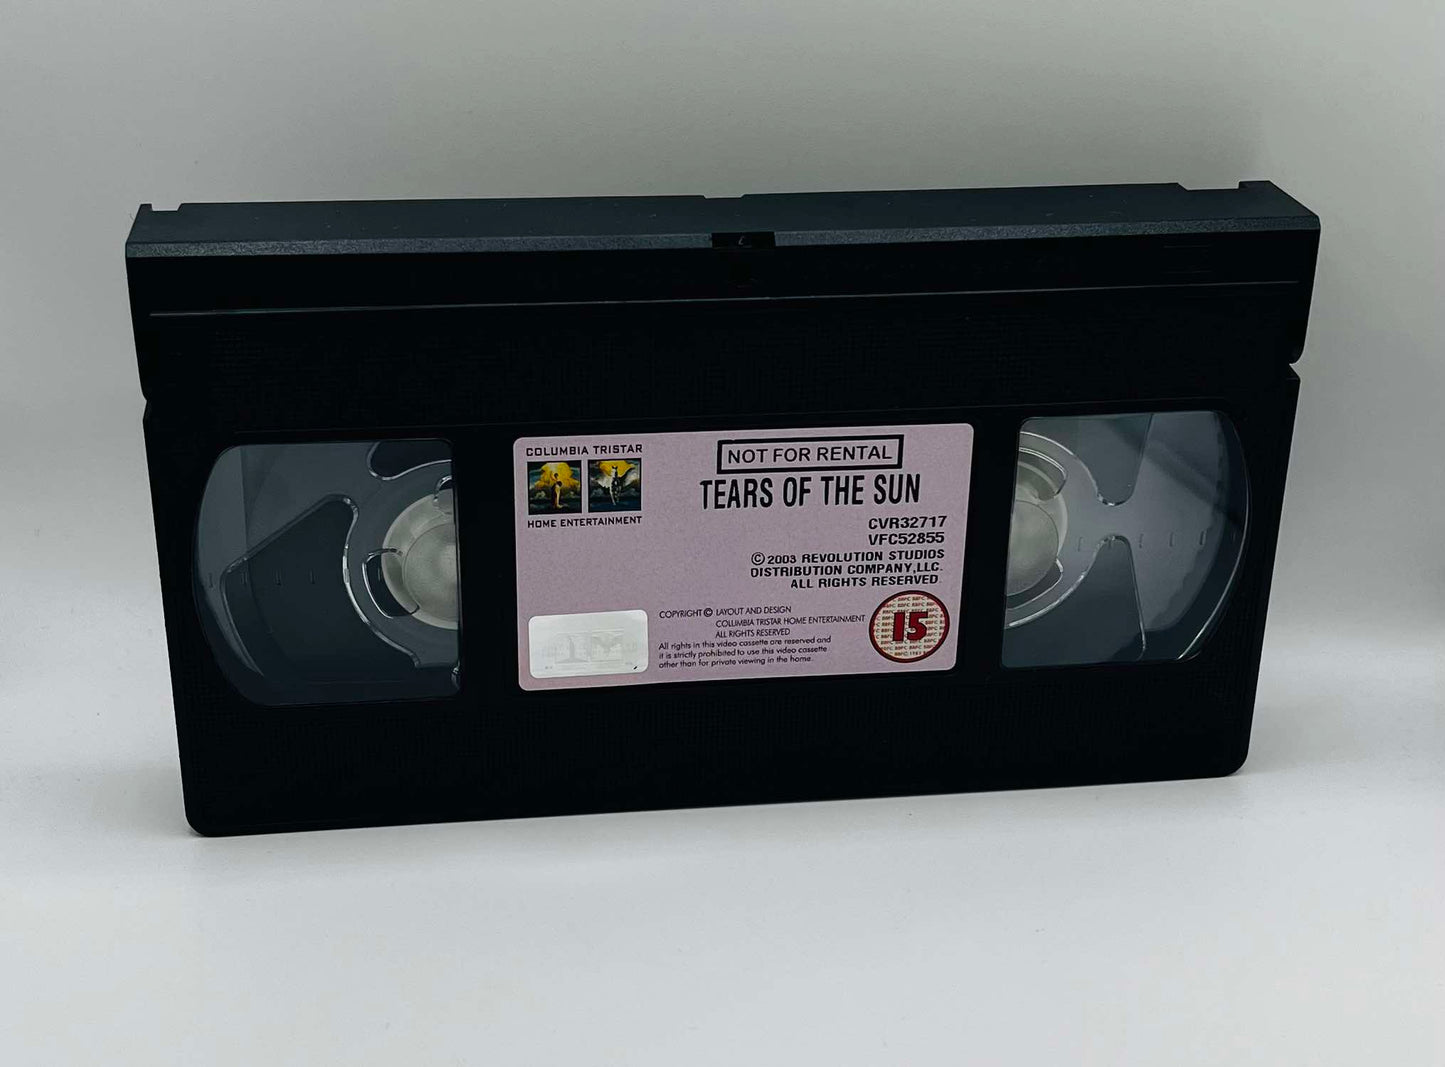 COLUMBIA TRISTAR
HOME ENTERTAINMENT
NOT FOR RENTAL
TEARS OF THE SUN
CVR32717
VFC52855
© 2003 REVOLUTION STUDIOS
DISTRIBUTION COMPANY,LLC.
ALL RIGHTS RESERVED.
COPYRIGHT © LAYOUT AND DESIGN
COLUMBIA TRISTAR HOME ENTERTAINMENT
ALL RIGHTS RESERVED
All rights in this video cassette are reserved and
it is strictly prohibited to use this video cassette
other than for private viewing in the home.
15